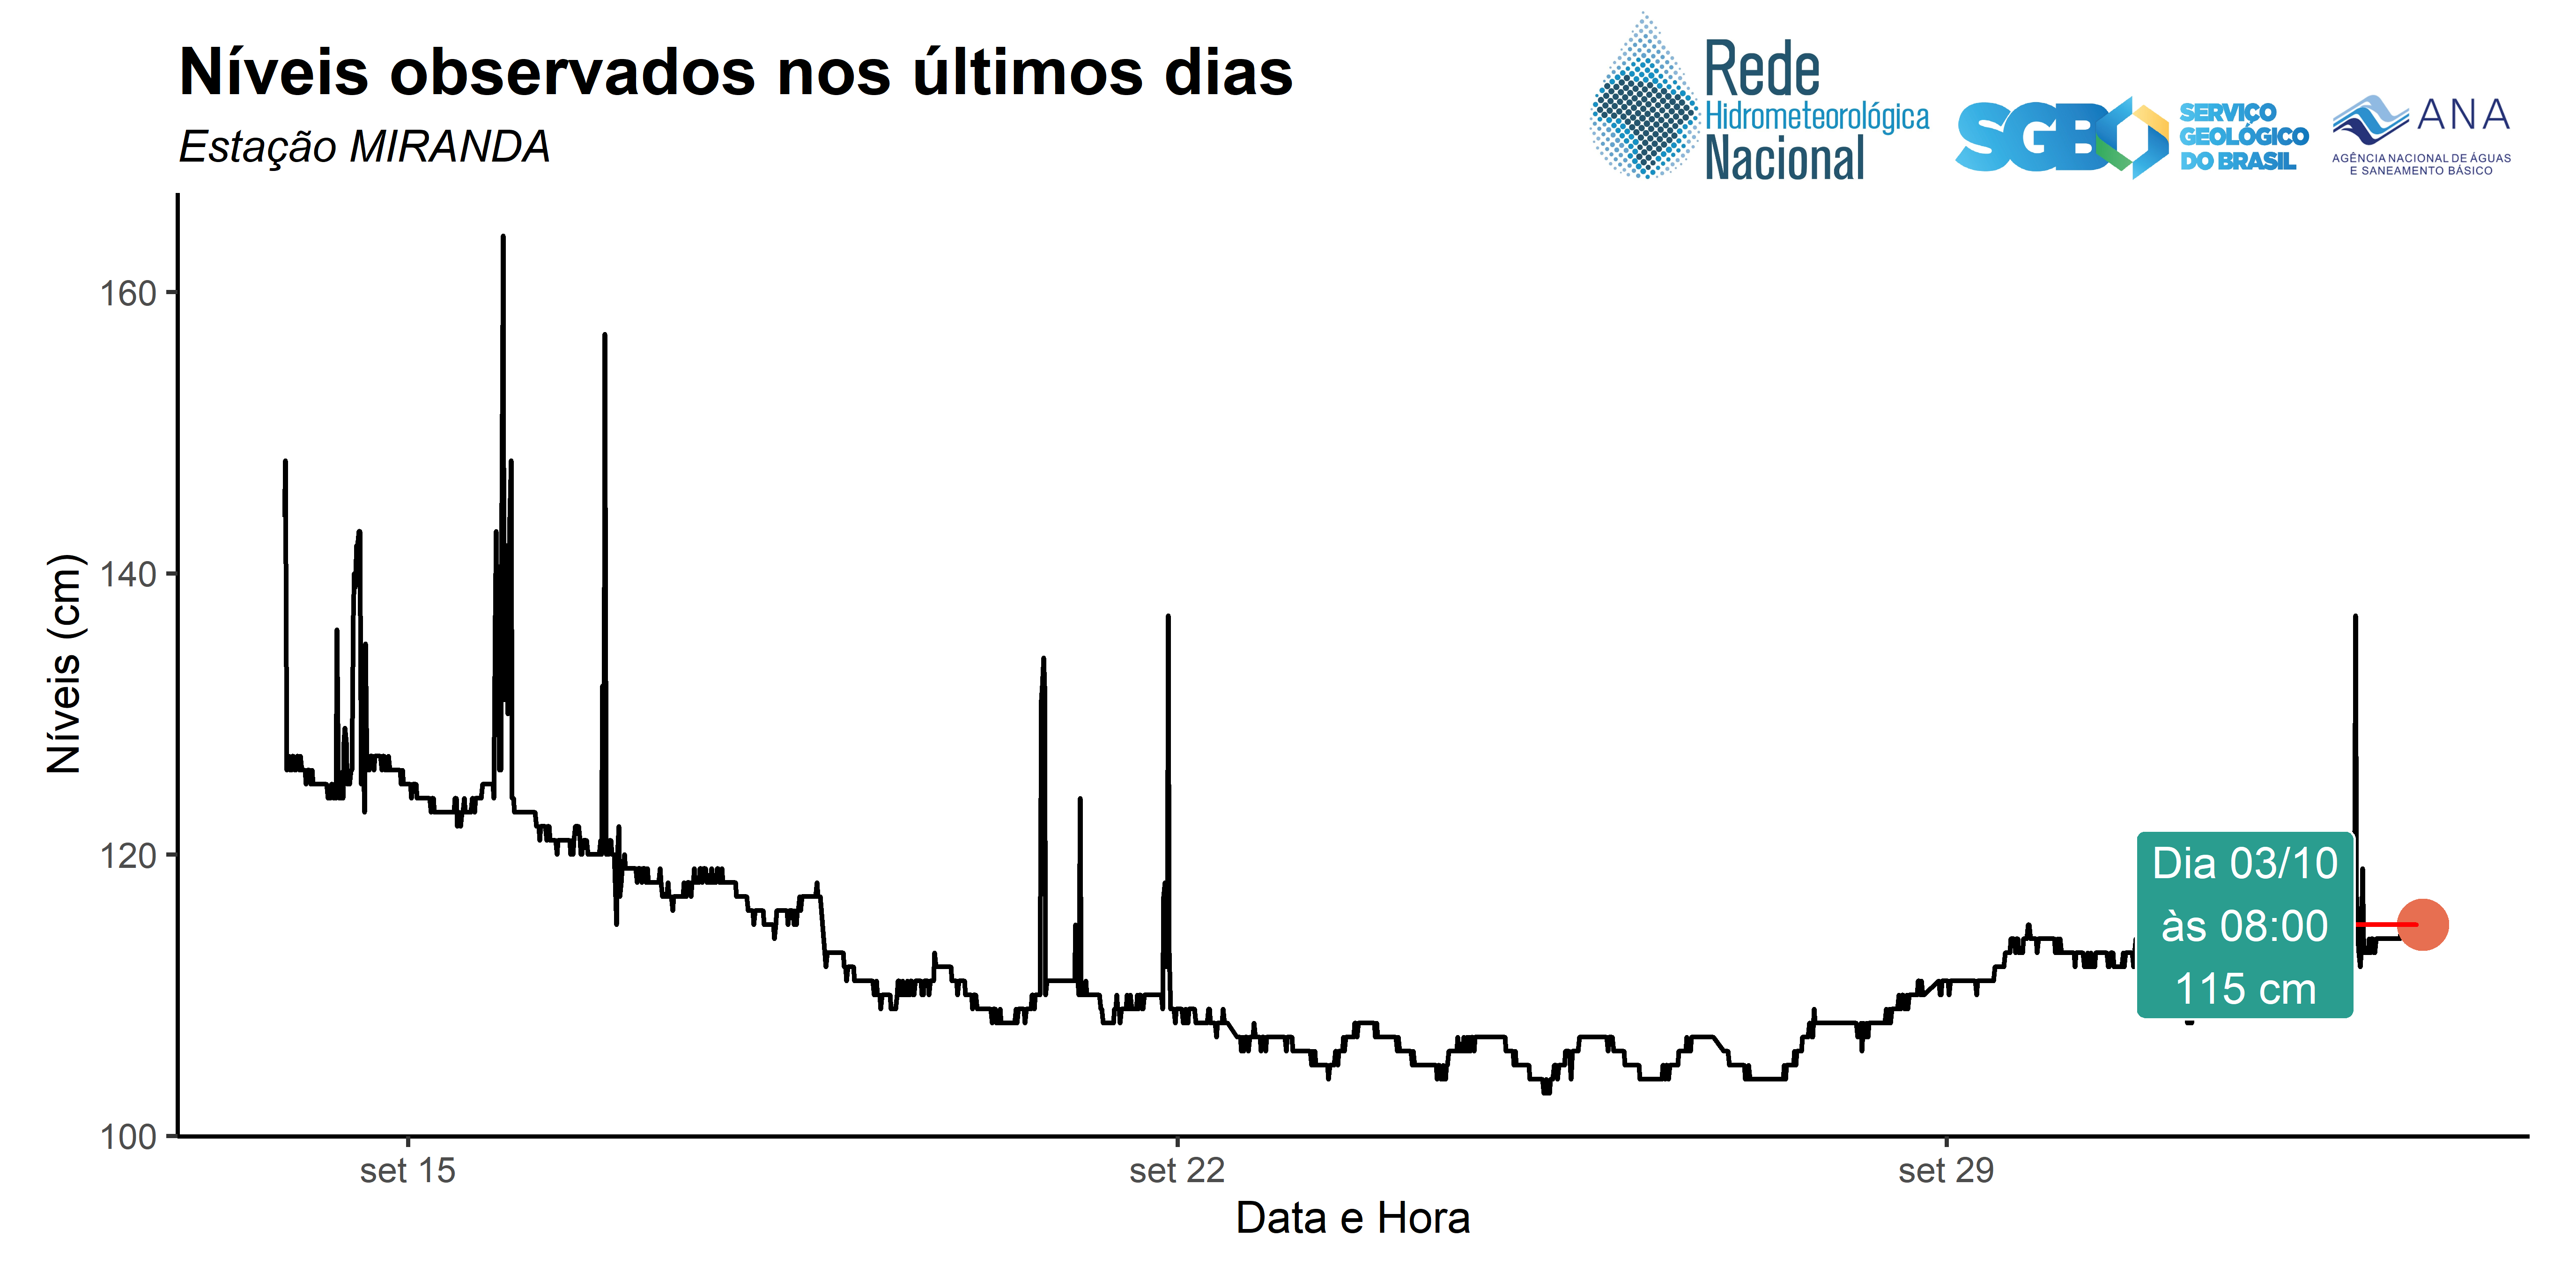 Níveis observados nos últimos dias
Estação MIRANDA
Rede
Hidrometeorológica
Nacional
SGB
SERVIÇO
GEOLÓGICO
DO BRASIL
ANA
AGÊNCIA NACIONAL DE ÁGUAS
E SANEAMENTO BÁSICO
Níveis (cm)
160
140
120
100
Dia 03/10
às 08:00
115 cm
set 15
set 22
set 29
Data e Hora